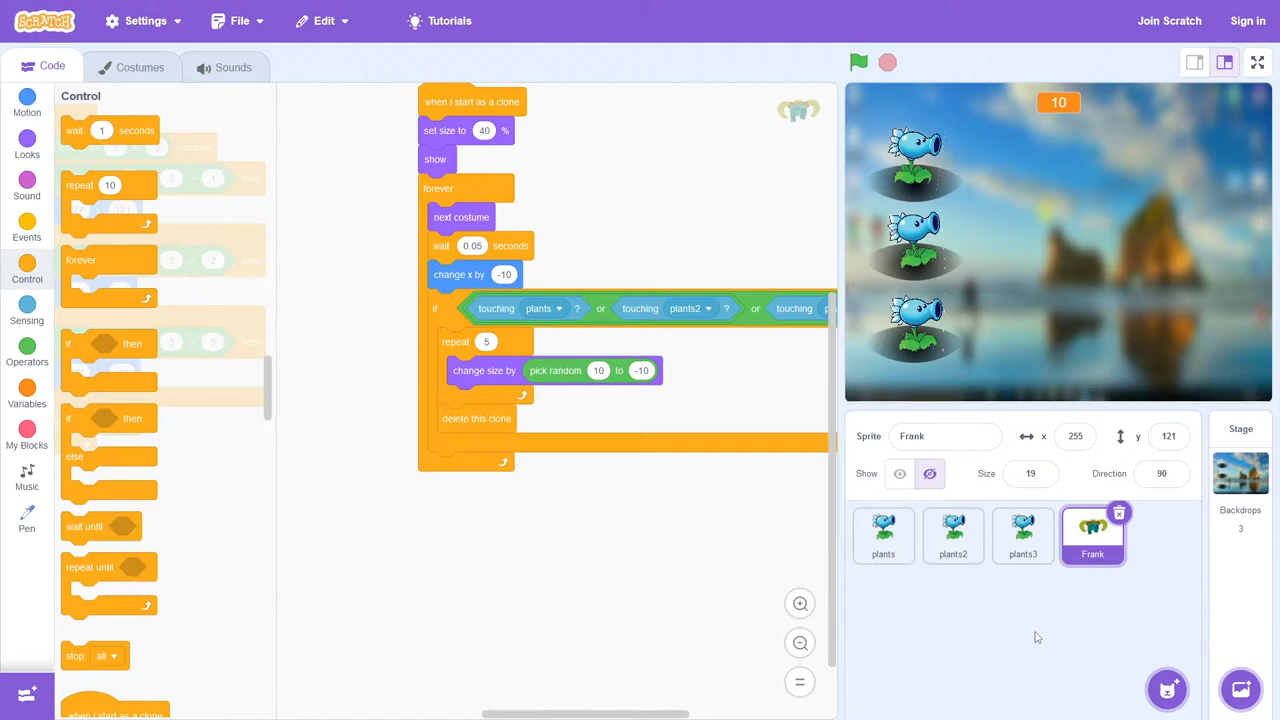 SCRATCH
Settings
File
Edit
Tutorials
Join Scratch
Sign in
Code
Costumes
Sounds
Motion
Looks
Sound
Events
Control
Sensing
Operators
Variables
My Blocks
Music
Pen
Control
wait 1 seconds
repeat 10
forever
if then
if then
else
wait until
repeat until
stop all
when I start as a clone
when I start as a clone
set size to 40 %
show
forever
next costume
wait 0.05 seconds
change x by -10
if touching plants ? or touching plants2 ? or touching
repeat 5
change size by pick random 10 to -10
delete this clone
10
Sprite Frank x 255 y 121
Show Size 19 Direction 90
plants
plants2
plants3
Frank
Stage
Backdrops
3